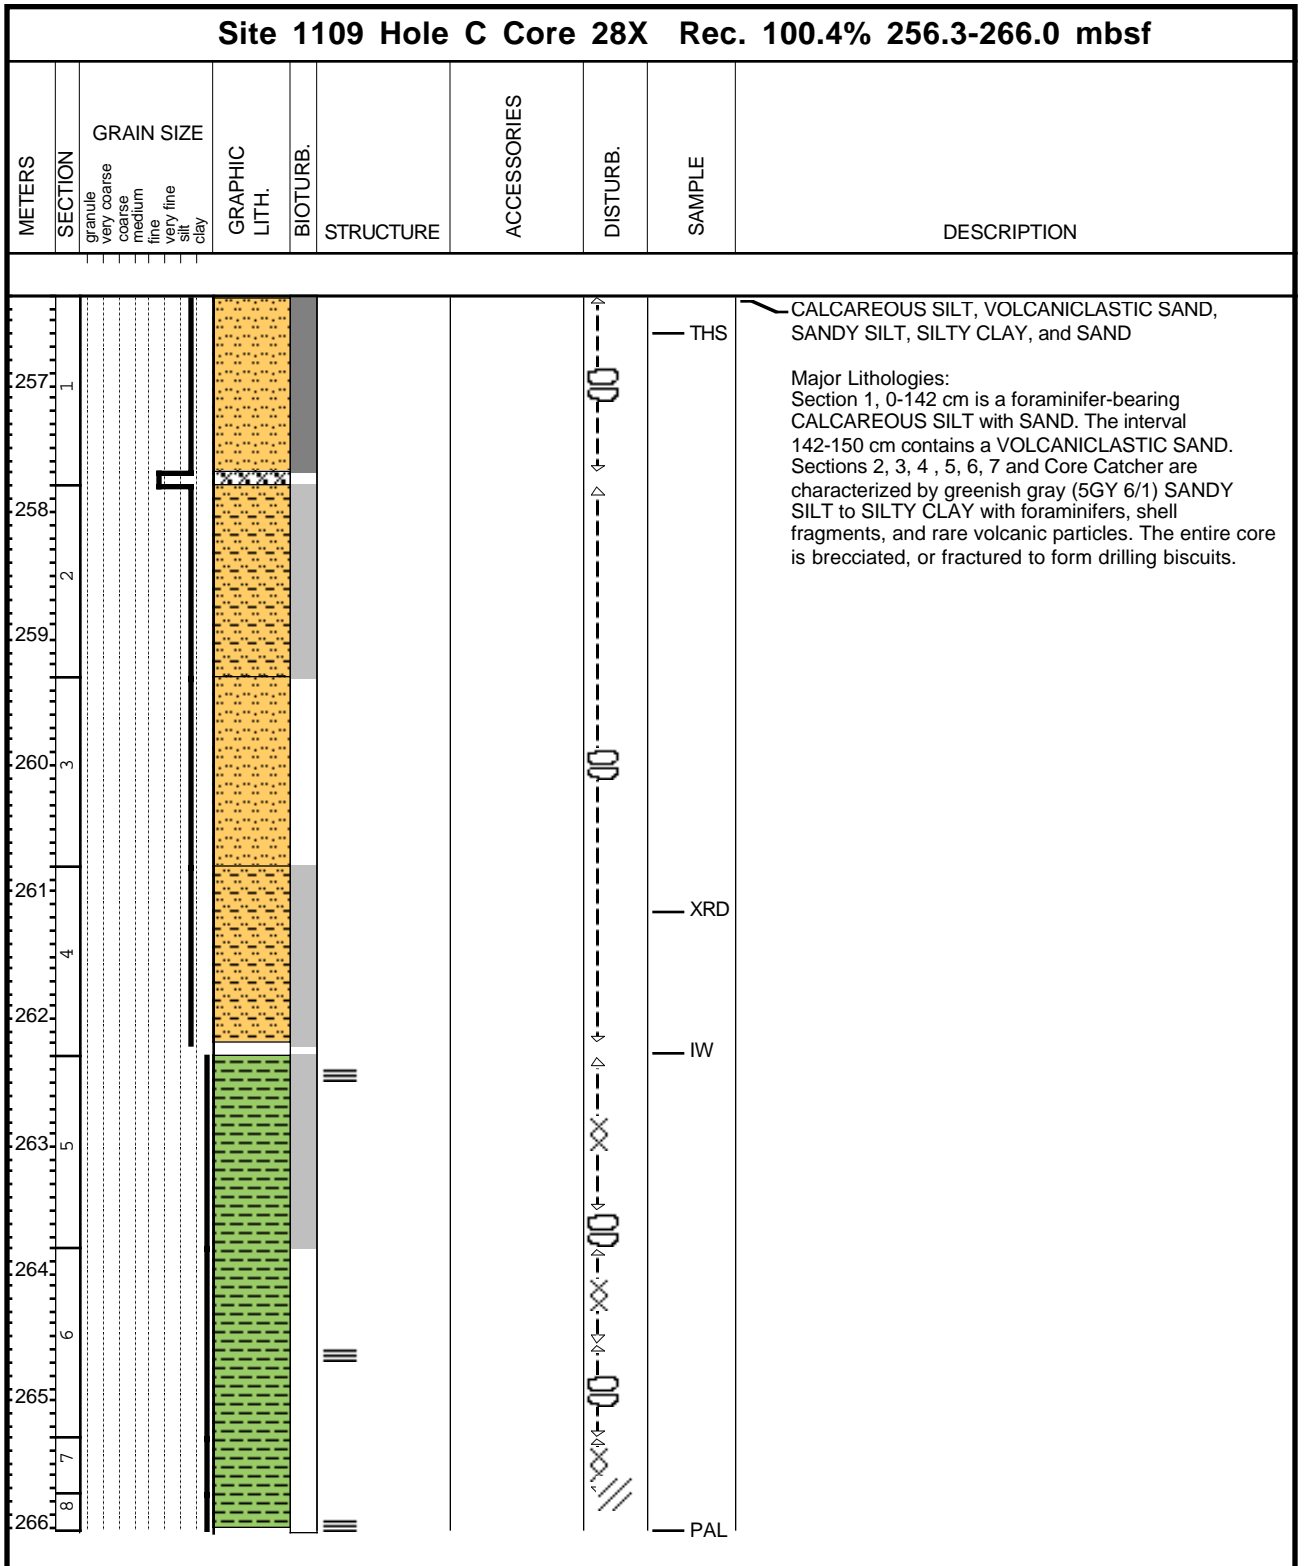 Site 1109 Hole C Core 28X Rec. 100.4% 256.3-266.0 mbsf
METERS
SECTION
GRAIN SIZE
granule
very coarse
coarse
medium
fine
very fine
silt
clay
GRAPHIC
LITH.
BIOTURB.
STRUCTURE
ACCESSORIES
DISTURB.
SAMPLE
DESCRIPTION
CALCAREOUS SILT, VOLCANICLASTIC SAND,
SANDY SILT, SILTY CLAY, and SAND
Major Lithologies:
Section 1, 0-142 cm is a foraminifer-bearing
CALCAREOUS SILT with SAND. The interval
142-150 cm contains a VOLCANICLASTIC SAND.
Sections 2, 3, 4 , 5, 6, 7 and Core Catcher are
characterized by greenish gray (5GY 6/1) SANDY
SILT to SILTY CLAY with foraminifers, shell
fragments, and rare volcanic particles. The entire core
is brecciated, or fractured to form drilling biscuits.
THS
257
1
258
2
259
260
3
261
XRD
4
262
IW
263
5
264
6
265
7
8
266
PAL